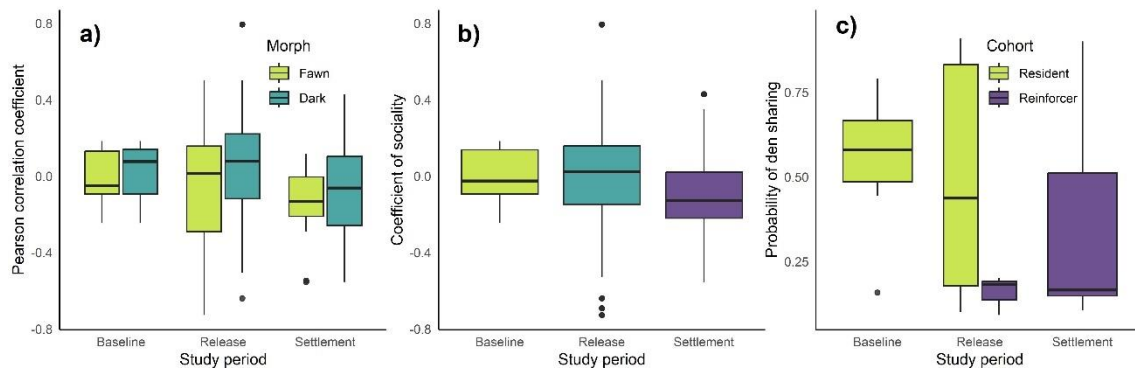 a)
Pearson correlation coefficient
0.8
0.4
0.0
-0.4
-0.8
Morph
Fawn
Dark
Baseline
Release
Settlement
Study period
b)
Coefficient of sociality
0.8
0.4
0.0
-0.4
-0.8
Baseline
Release
Settlement
Study period
c)
Probability of den sharing
0.75
0.50
0.25
Cohort
Resident
Reinforcer
Baseline
Release
Settlement
Study period